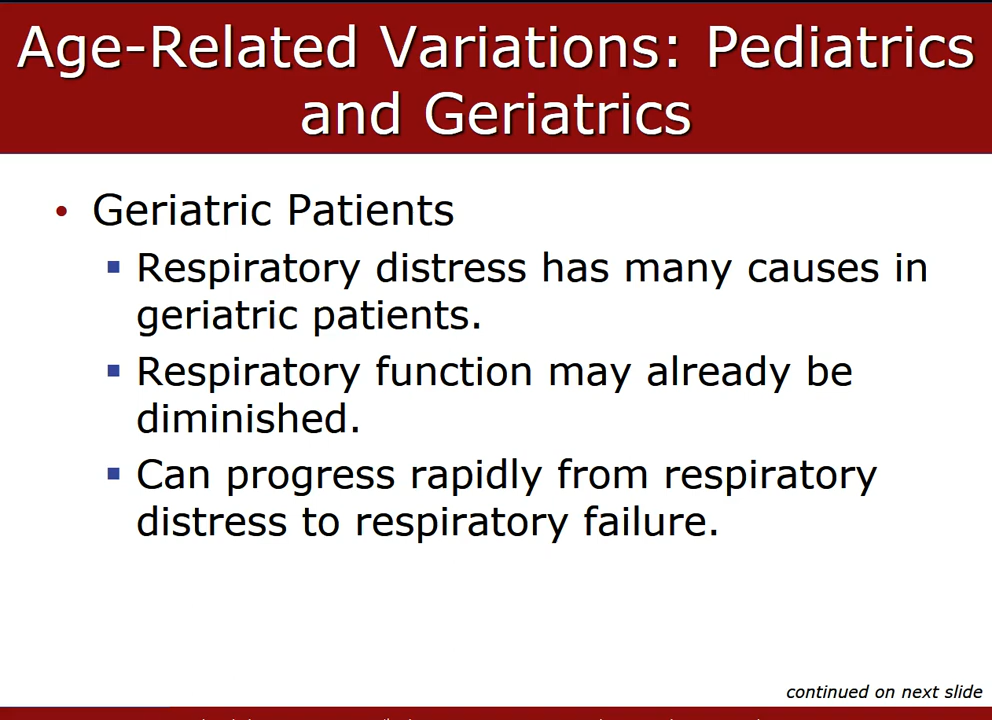 Age-Related Variations: Pediatrics
and Geriatrics
• Geriatric Patients
▪ Respiratory distress has many causes in
geriatric patients.
▪ Respiratory function may already be
diminished.
▪ Can progress rapidly from respiratory
distress to respiratory failure.
continued on next slide